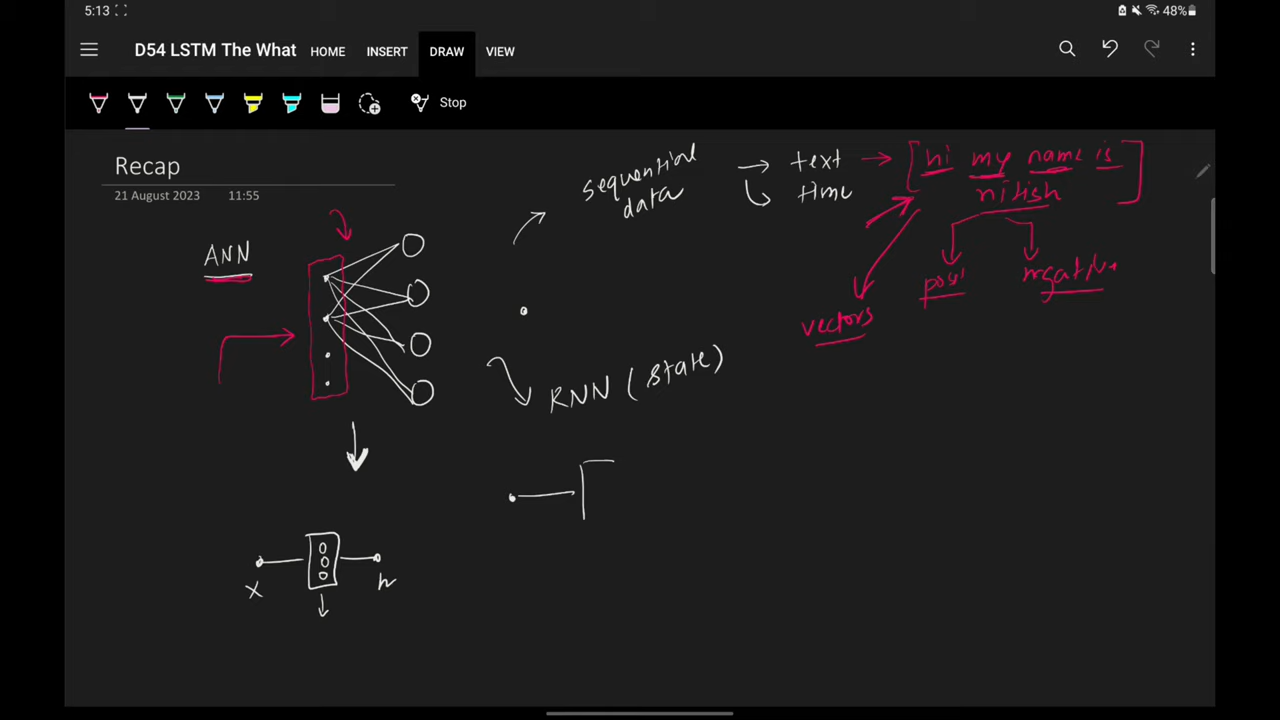 5:13
48%
D54 LSTM The What
HOME
INSERT
DRAW
VIEW
Stop
Recap
21 August 2023 11:55
ANN
sequential
data
text
time
[hi my name is
nitish]
vectors
posi
negative
RNN (state)
X
h